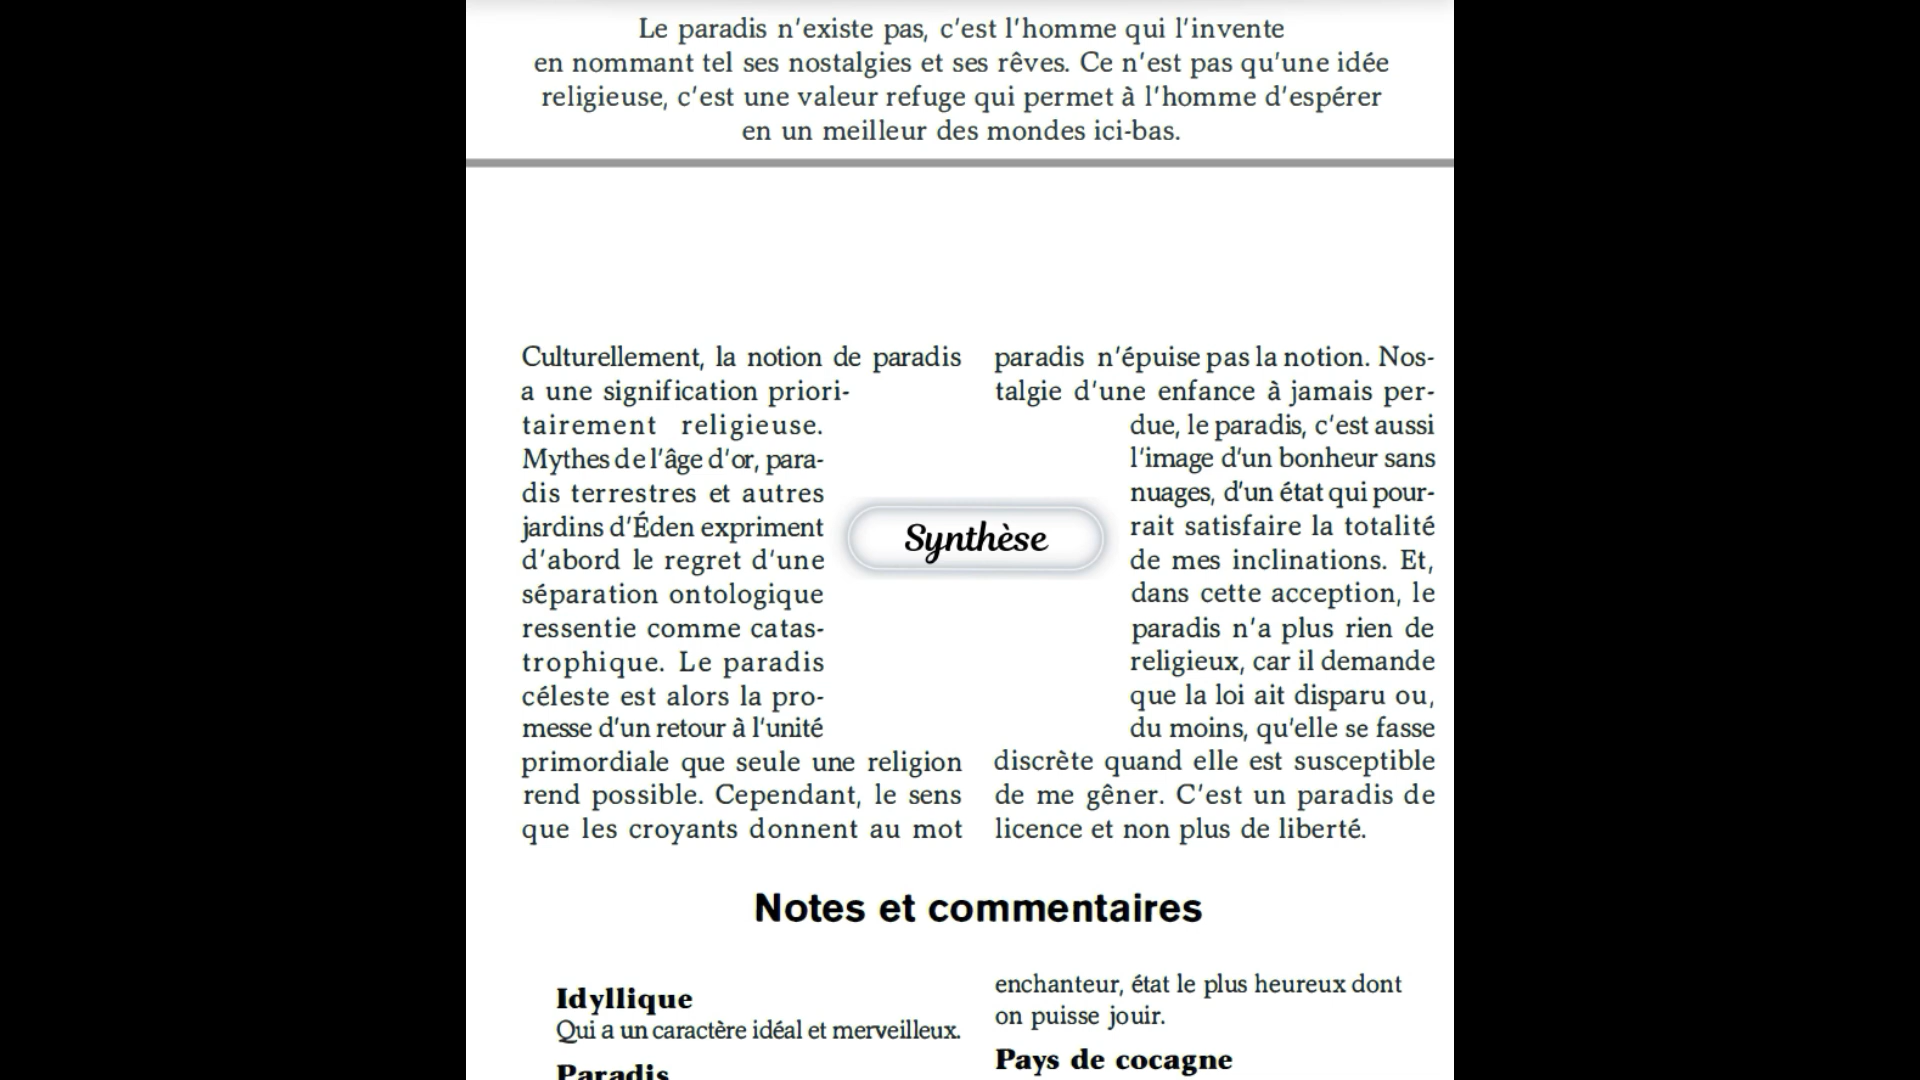 Le paradis n'existe pas, c'est l'homme qui l'invente
en nommant tel ses nostalgies et ses rêves. Ce n'est pas qu'une idée
religieuse, c'est une valeur refuge qui permet à l'homme d'espérer
en un meilleur des mondes ici-bas.
Culturellement, la notion de paradis
a une signification priori-
tairement religieuse.
Mythes de l'âge d'or, para-
dis terrestres et autres
jardins d'Éden expriment
d'abord le regret d'une
séparation ontologique
ressentie comme catas-
trophique. Le paradis
céleste est alors la pro-
messe d'un retour à l'unité
primordiale que seule une religion
rend possible. Cependant, le sens
que les croyants donnent au mot
Synthèse
paradis n'épuise pas la notion. Nos-
talgie d'une enfance à jamais per-
due, le paradis, c'est aussi
l'image d'un bonheur sans
nuages, d'un état qui pour-
rait satisfaire la totalité
de mes inclinations. Et,
dans cette acception, le
paradis n'a plus rien de
religieux, car il demande
que la loi ait disparu ou,
du moins, qu'elle se fasse
discrète quand elle est susceptible
de me gêner. C'est un paradis de
licence et non plus de liberté.
Notes et commentaires
Idyllique
Qui a un caractère idéal et merveilleux.
Paradis
enchanteur, état le plus heureux dont
on puisse jouir.
Pays de cocagne